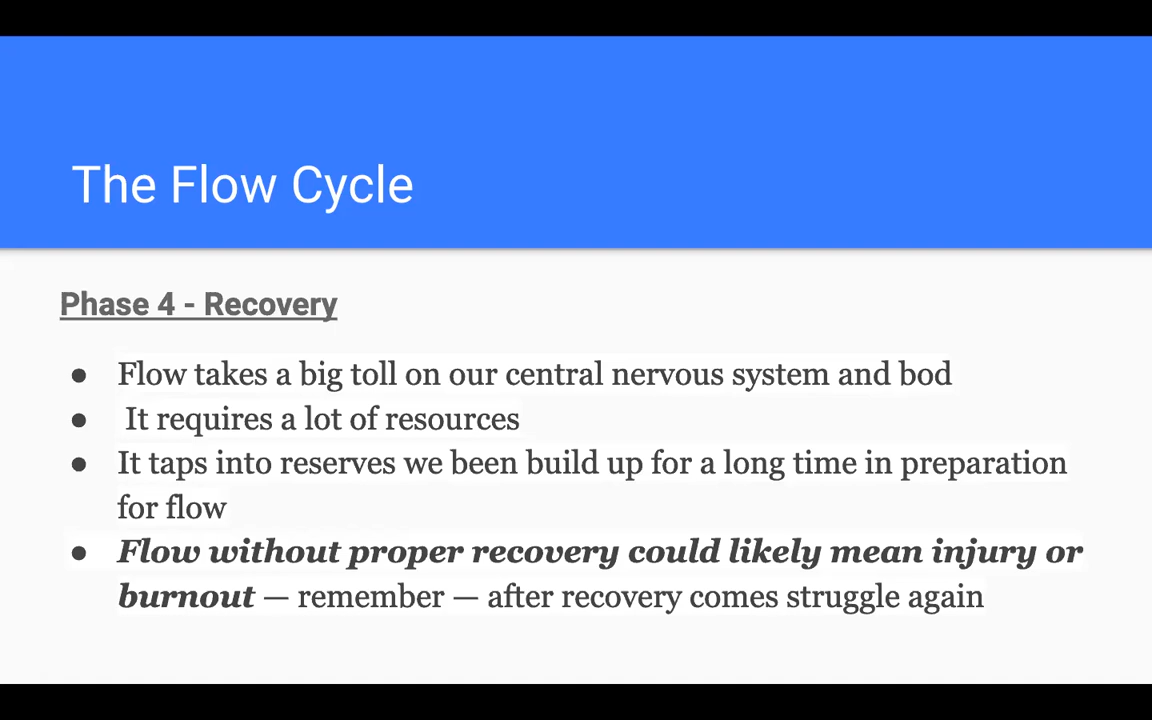 The Flow Cycle
Phase 4 - Recovery
● Flow takes a big toll on our central nervous system and bod
● It requires a lot of resources
● It taps into reserves we been build up for a long time in preparation
for flow
● Flow without proper recovery could likely mean injury or
burnout — remember — after recovery comes struggle again